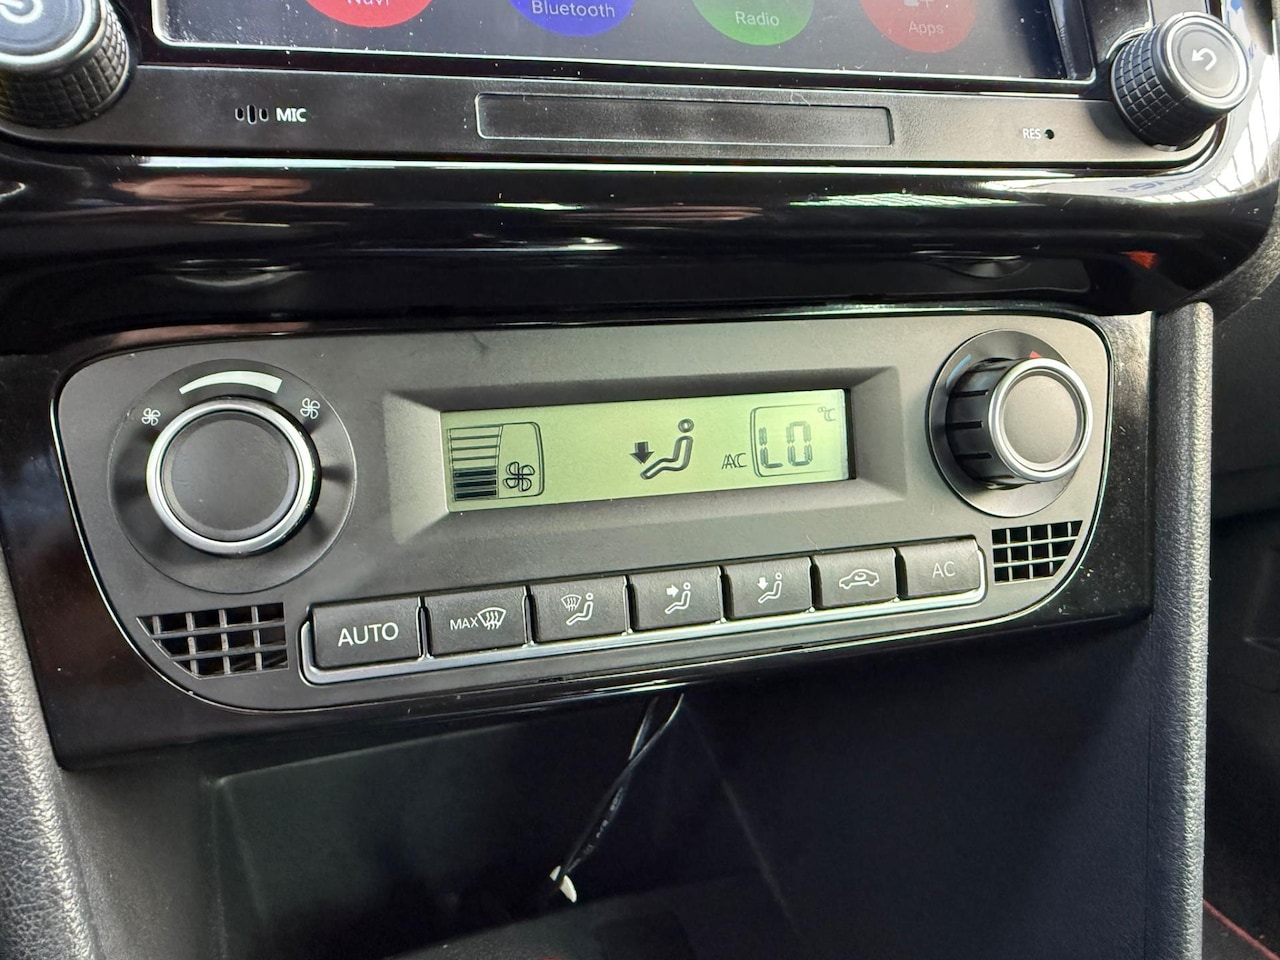 Navi
Bluetooth
Radio
Apps
MIC
RES
AC
LO
°C
AUTO
MAX
AC